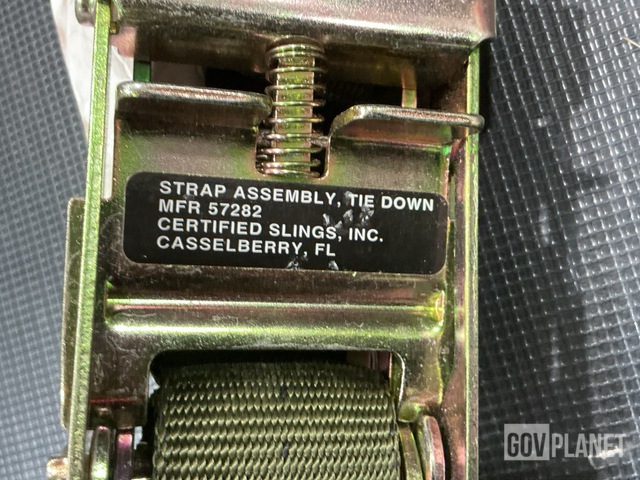 STRAP ASSEMBLY, TIE DOWN
MFR 57282
CERTIFIED SLINGS, INC.
CASSELBERRY, FL
GOVPLANET